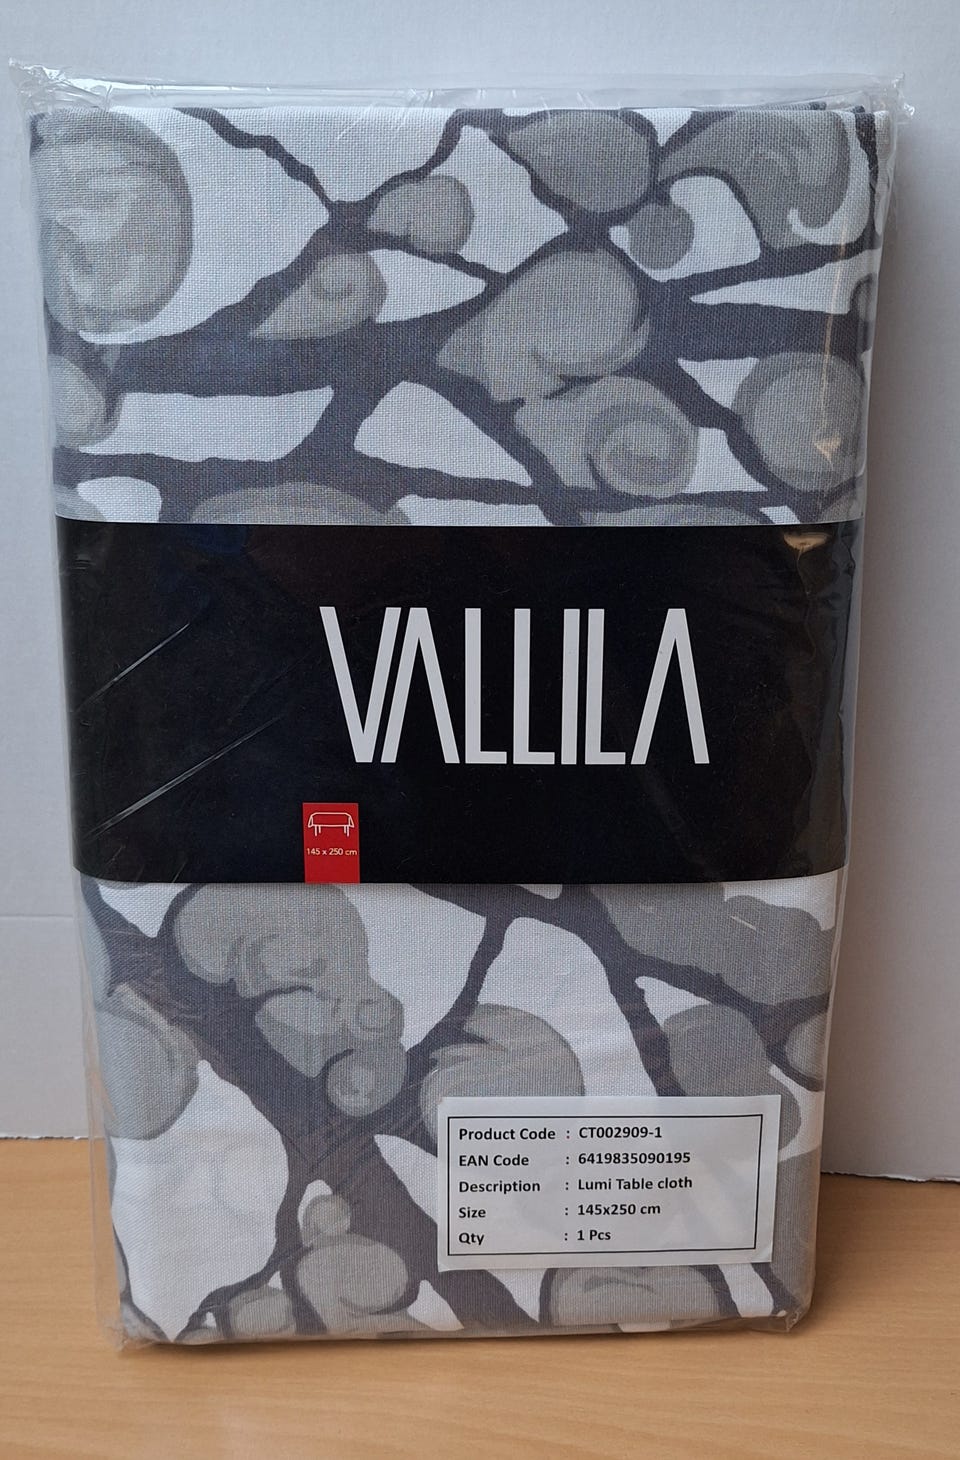 VALLILA
145 x 250 cm
Product Code : CT002909-1
EAN Code : 6419835090195
Description : Lumi Table cloth
Size : 145x250 cm
Qty : 1 Pcs